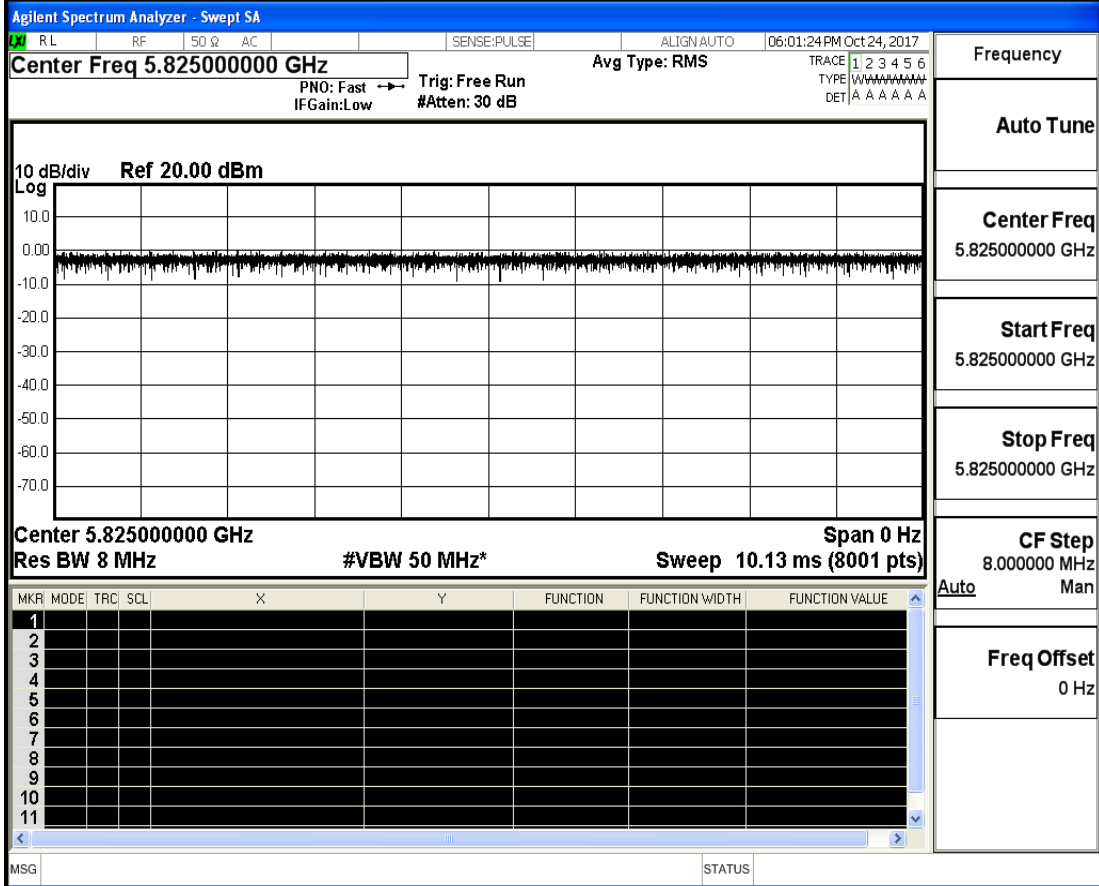 Agilent Spectrum Analyzer - Swept SA
LXI RL RF 50 Ω AC SENSE:PULSE ALIGN AUTO 06:01:24 PM Oct 24, 2017
Center Freq 5.825000000 GHz
PNO: Fast
IFGain:Low
Trig: Free Run
#Atten: 30 dB
Avg Type: RMS
TRACE 1 2 3 4 5 6
TYPE WWWWWW
DET A A A A A A
10 dB/div Ref 20.00 dBm
Log
10.0
0.00
-10.0
-20.0
-30.0
-40.0
-50.0
-60.0
-70.0
Center 5.825000000 GHz Span 0 Hz
Res BW 8 MHz #VBW 50 MHz* Sweep 10.13 ms (8001 pts)
MKR MODE TRC SCL X Y FUNCTION FUNCTION WIDTH FUNCTION VALUE
1
2
3
4
5
6
7
8
9
10
11
MSG STATUS
Frequency
Auto Tune
Center Freq
5.825000000 GHz
Start Freq
5.825000000 GHz
Stop Freq
5.825000000 GHz
CF Step
8.000000 MHz
Auto Man
Freq Offset
0 Hz